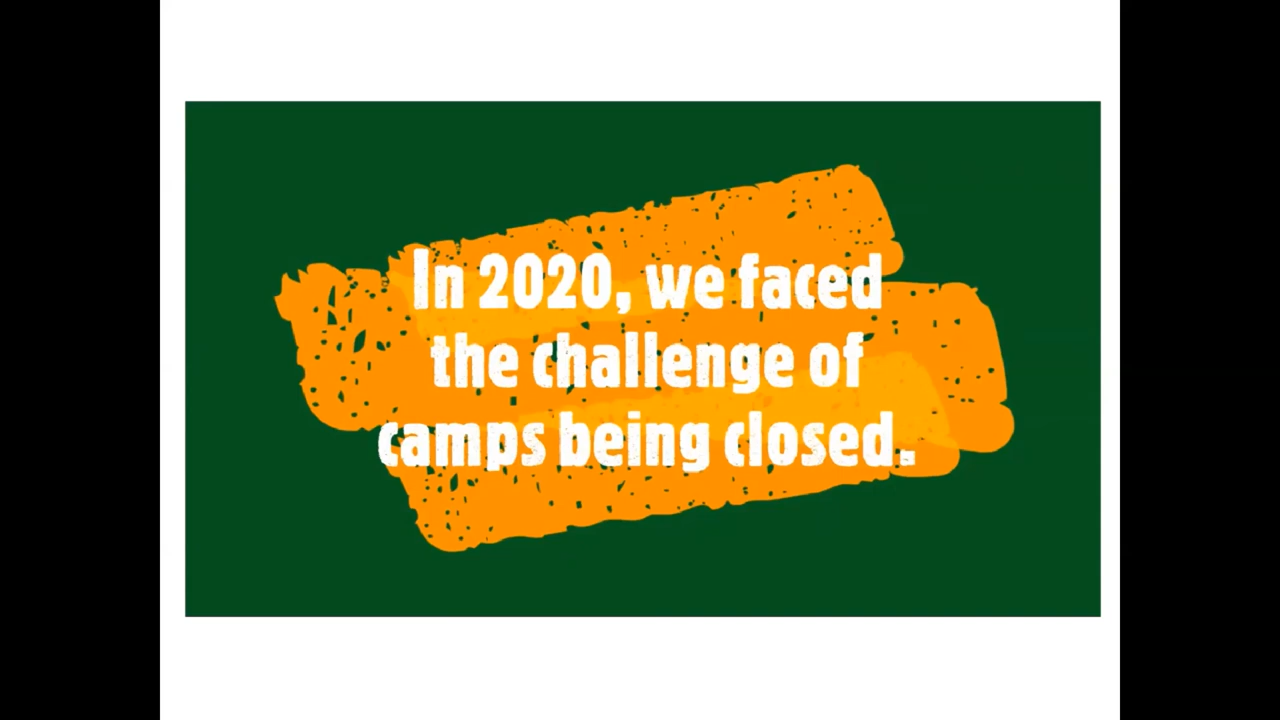 In 2020, we faced
the challenge of
camps being closed.